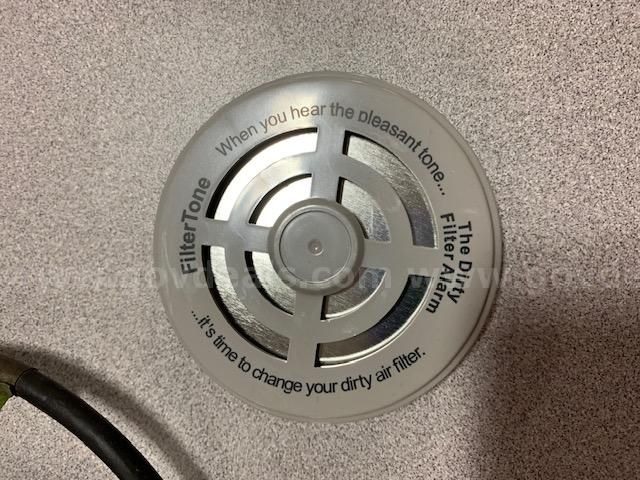 FilterTone
When you hear the pleasant tone...
The Dirty
Filter Alarm
...it's time to change your dirty air filter.